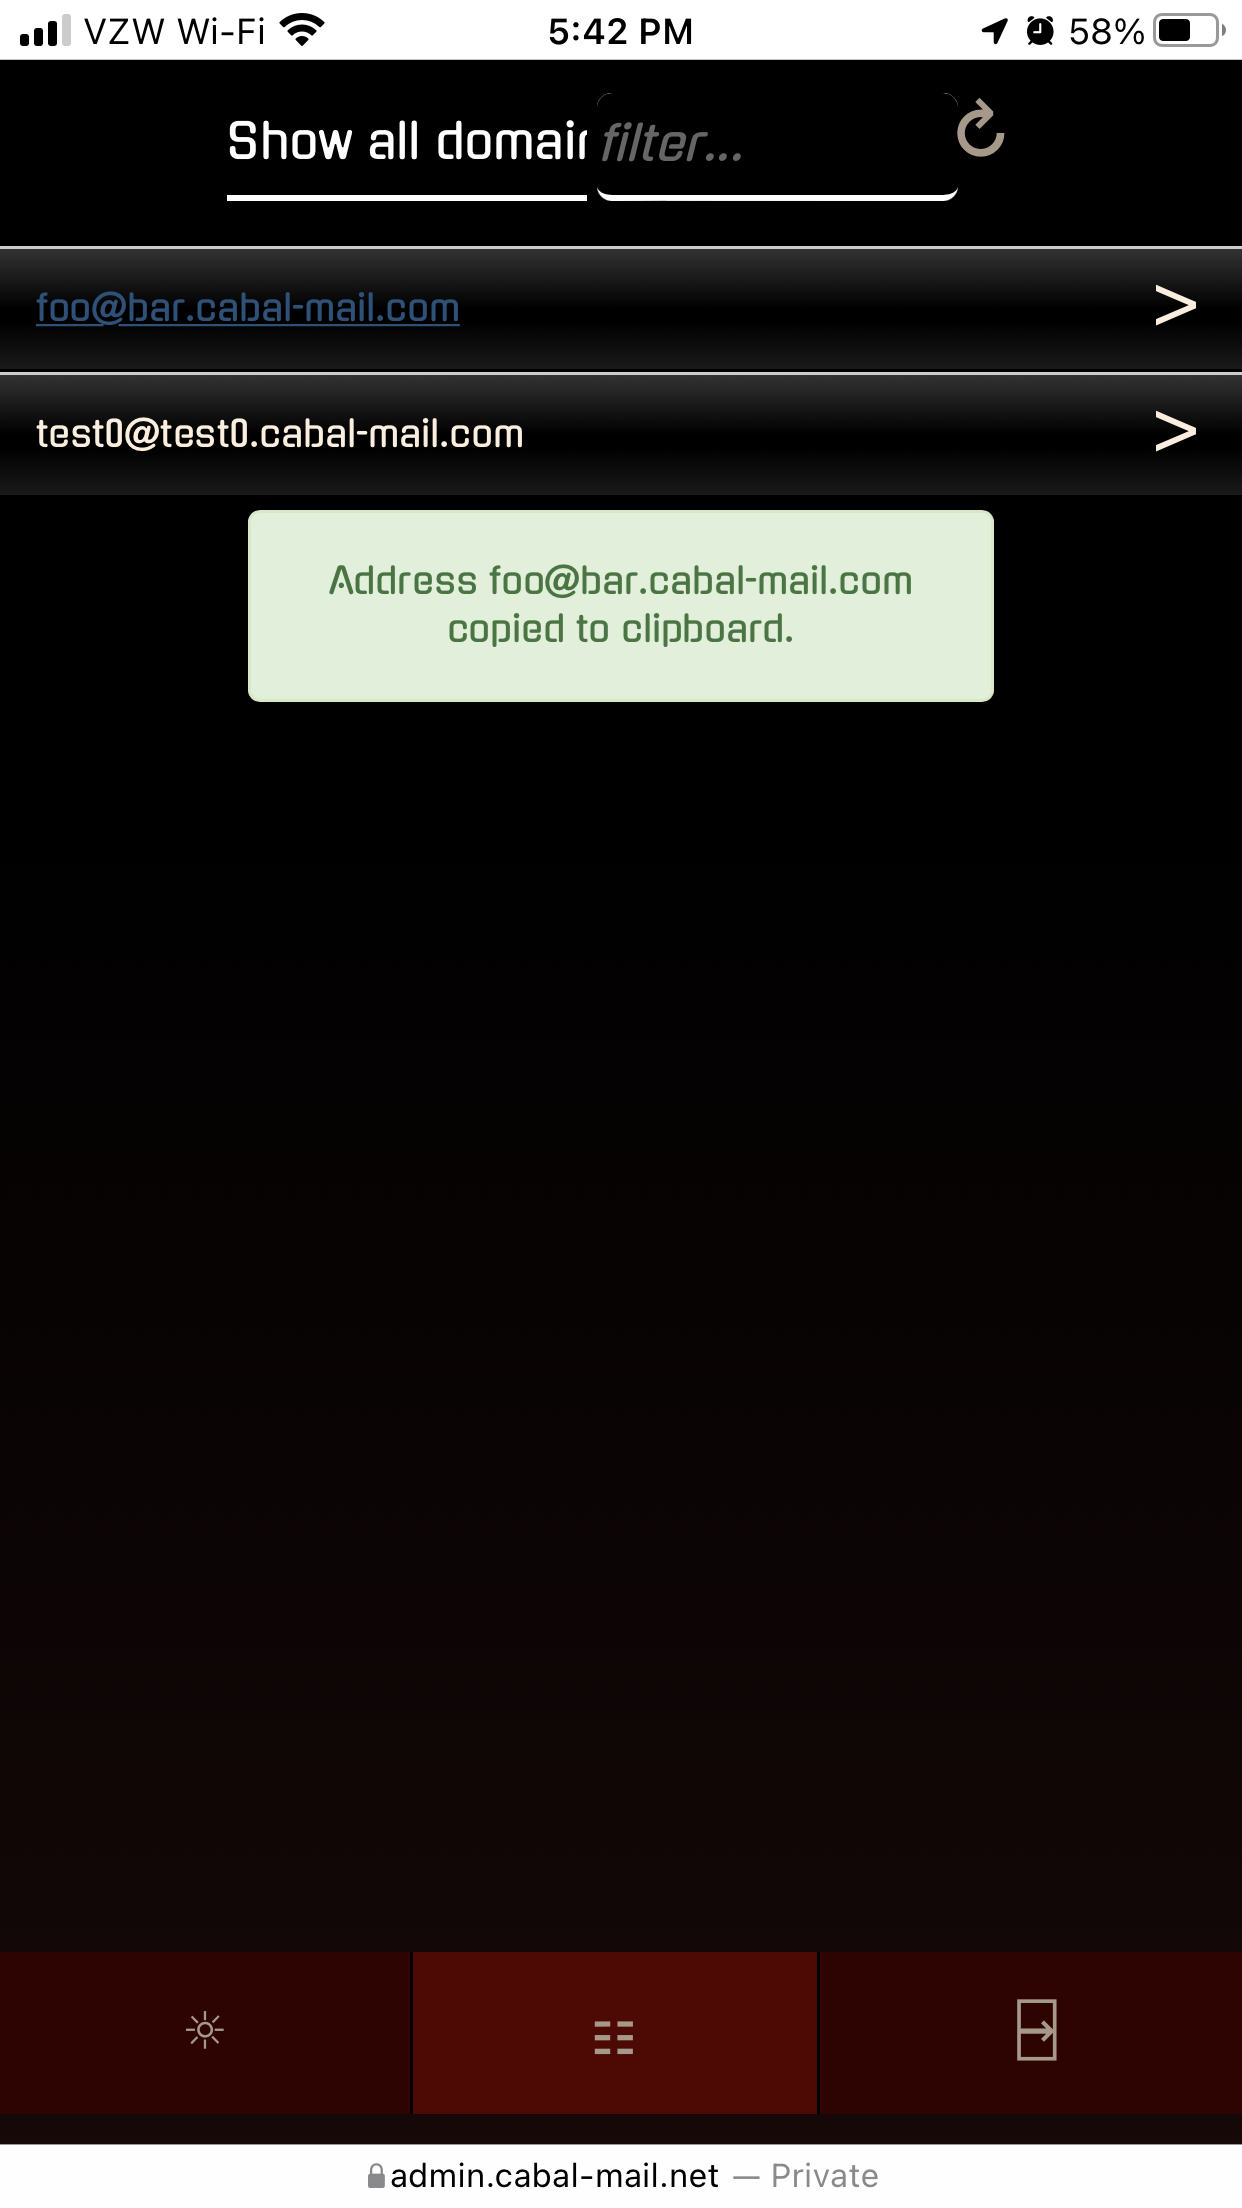 VZW Wi-Fi 5:42 PM 58%
Show all domain filter...
foo@bar.cabal-mail.com >
test0@test0.cabal-mail.com >
Address foo@bar.cabal-mail.com
copied to clipboard.
admin.cabal-mail.net — Private